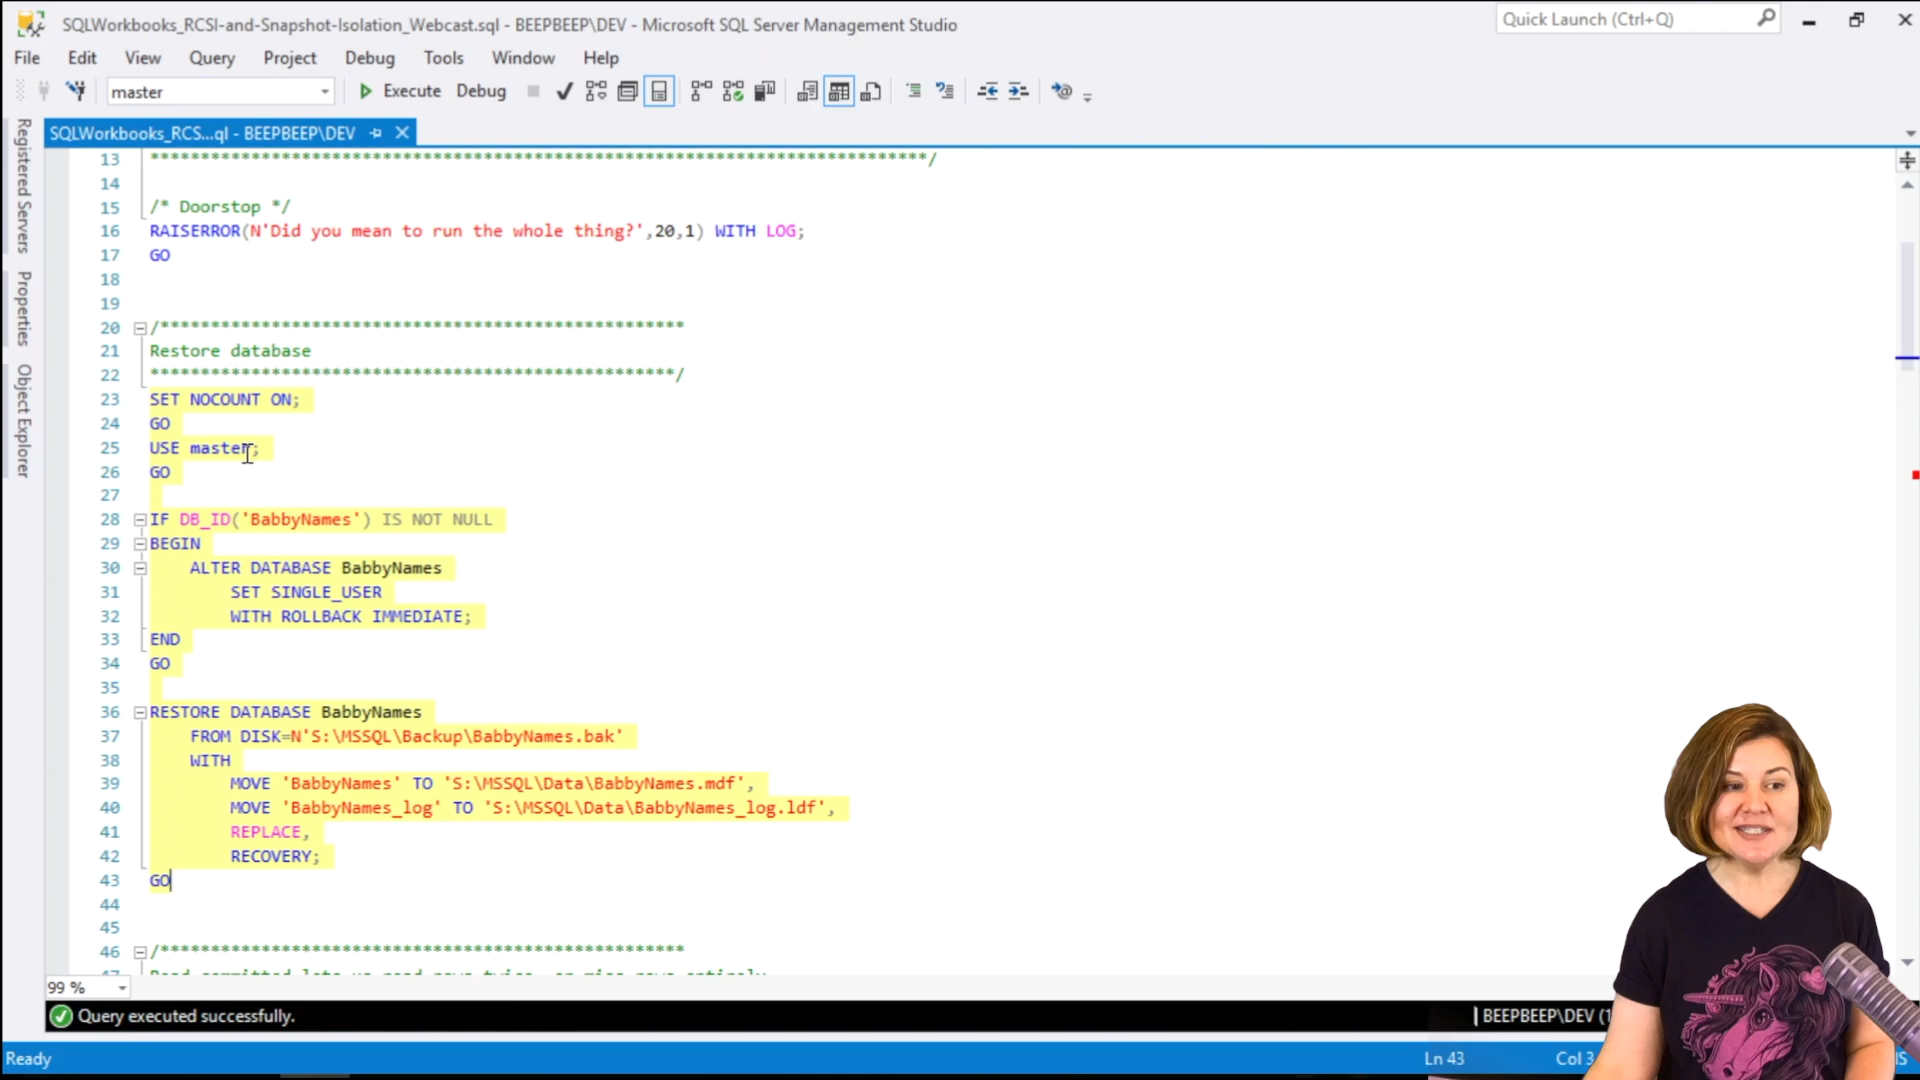 SQLWorkbooks_RCSI-and-Snapshot-Isolation_Webcast.sql - BEEPBEEP\DEV - Microsoft SQL Server Management Studio
Quick Launch (Ctrl+Q)
File Edit View Query Project Debug Tools Window Help
master
Execute Debug
SQLWorkbooks_RCS...ql - BEEPBEEP\DEV
Registered Servers
Properties
Object Explorer
13 *****************************************************************************/
14
15 /* Doorstop */
16 RAISERROR(N'Did you mean to run the whole thing?',20,1) WITH LOG;
17 GO
18
19
20 /****************************************************
21 Restore database
22 ****************************************************/
23 SET NOCOUNT ON;
24 GO
25 USE master;
26 GO
27
28 IF DB_ID('BabbyNames') IS NOT NULL
29 BEGIN
30 ALTER DATABASE BabbyNames
31 SET SINGLE_USER
32 WITH ROLLBACK IMMEDIATE;
33 END
34 GO
35
36 RESTORE DATABASE BabbyNames
37 FROM DISK=N'S:\MSSQL\Backup\BabbyNames.bak'
38 WITH
39 MOVE 'BabbyNames' TO 'S:\MSSQL\Data\BabbyNames.mdf',
40 MOVE 'BabbyNames_log' TO 'S:\MSSQL\Data\BabbyNames_log.ldf',
41 REPLACE,
42 RECOVERY;
43 GO
44
45
46 /****************************************************
47 Read committed lets us read rows twice, or miss rows entirely
99 %
Query executed successfully.
BEEPBEEP\DEV (1
Ready
Ln 43
Col 3